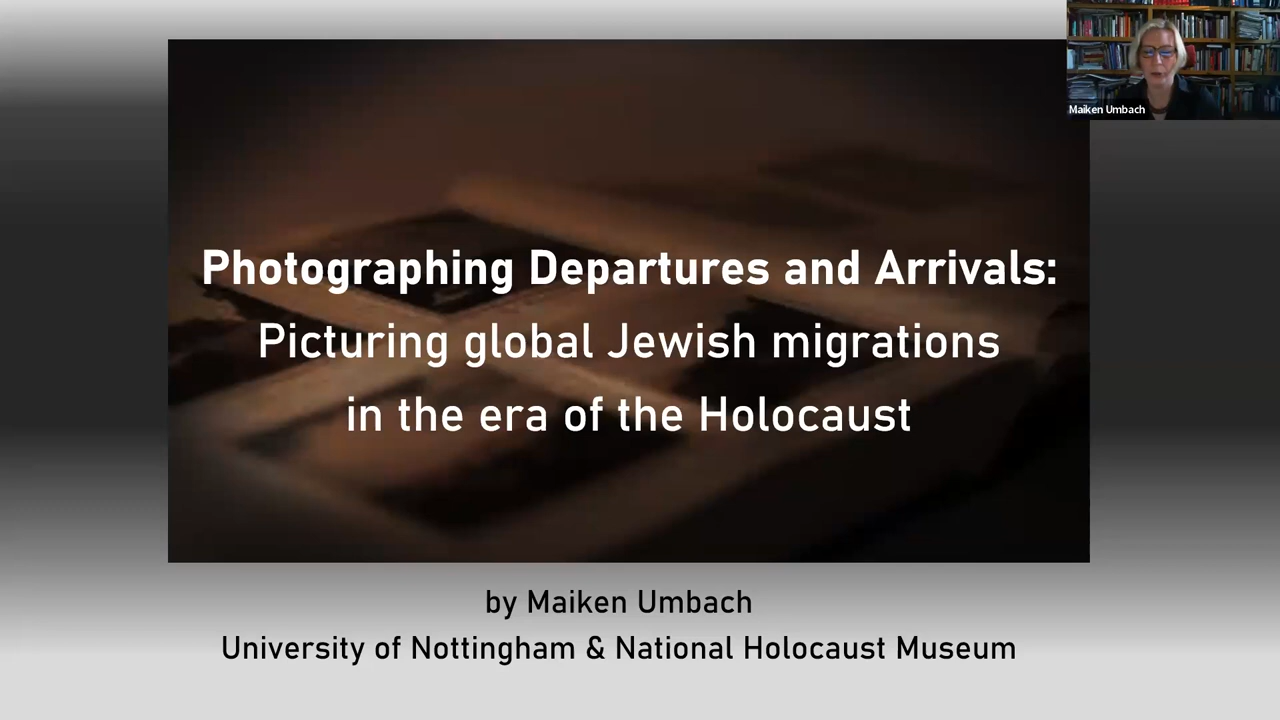 Maiken Umbach
Photographing Departures and Arrivals:
Picturing global Jewish migrations
in the era of the Holocaust
by Maiken Umbach
University of Nottingham & National Holocaust Museum